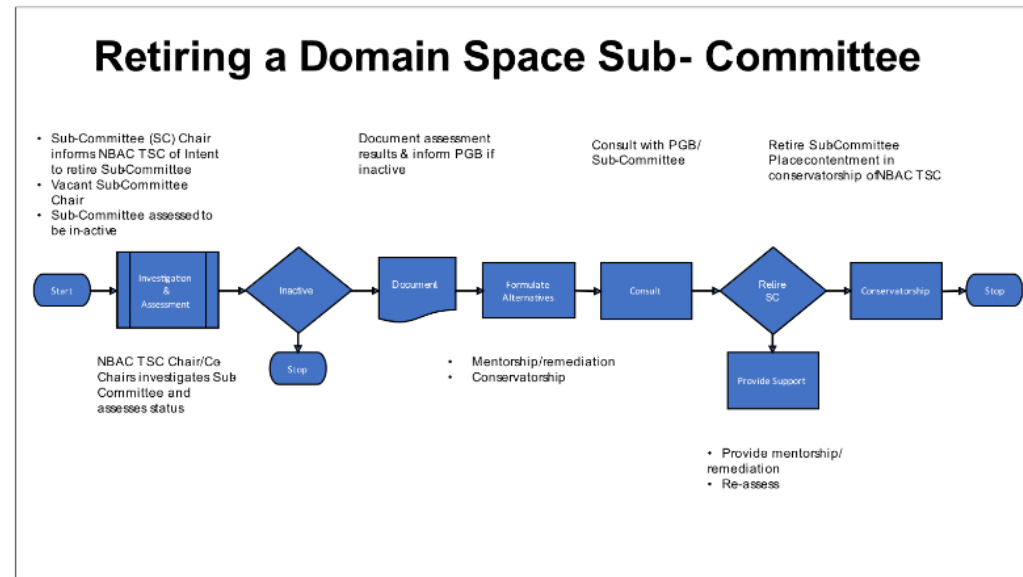 Retiring a Domain Space Sub- Committee
• Sub-Committee (SC) Chair
informs NBAC TSC of Intent
to retire SubCommittee
• Vacant SubCommittee
Chair
• Sub-Committee assessed to
be in-active
Document assessment
results & inform PGB if
inactive
Consult with PGB/
Sub-Committee
Retire SubCommittee
Placecontentment in
conservatorship ofNBAC TSC
Start
Investigation
&
Assessment
Inactive
Document
Formulate
Alternatives
Consult
Retire
SC
Conservatorship
Stop
NBAC TSC Chair/Co
Chairs investigates Sub
Committee and
assesses status
Stop
• Mentorship/remediation
• Conservatorship
Provide Support
• Provide mentorship/
remediation
• Re-assess